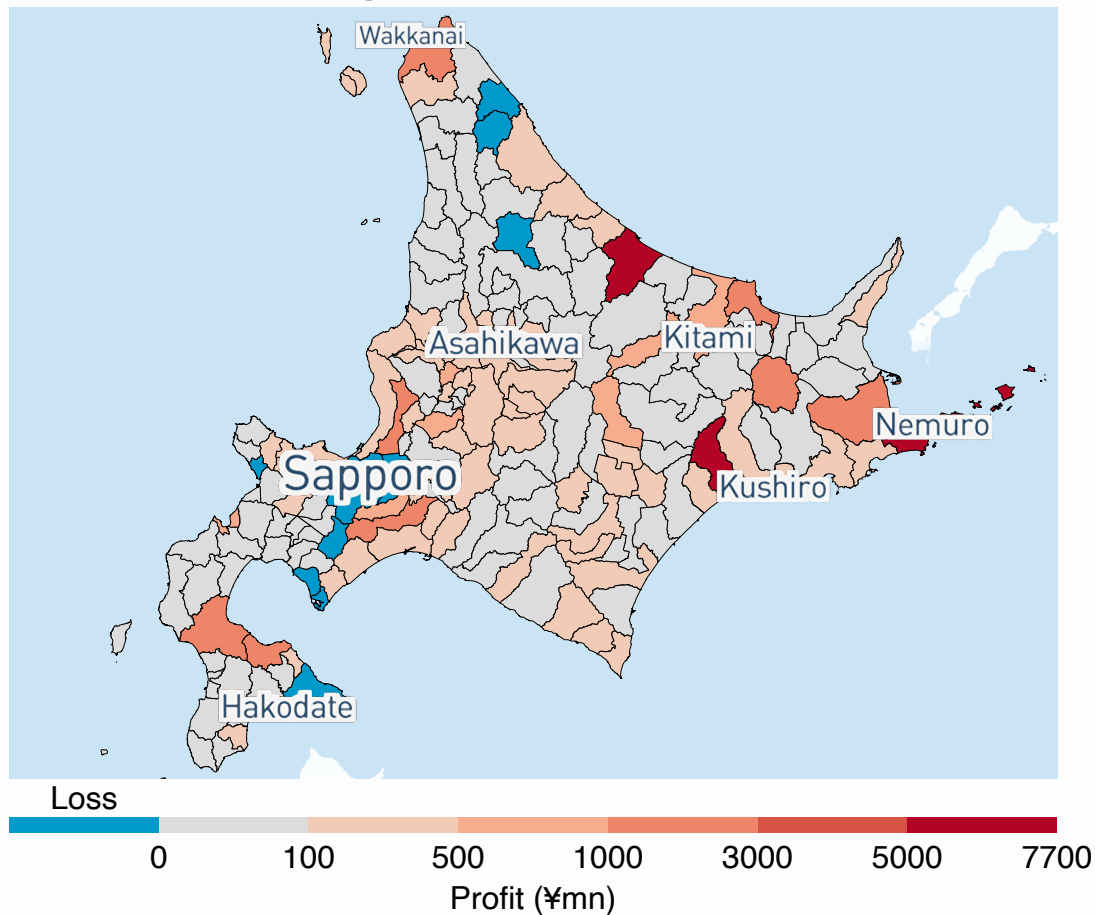 Wakkanai
Asahikawa
Kitami
Nemuro
Sapporo
Kushiro
Hakodate
Loss
0 100 500 1000 3000 5000 7700
Profit (¥mn)